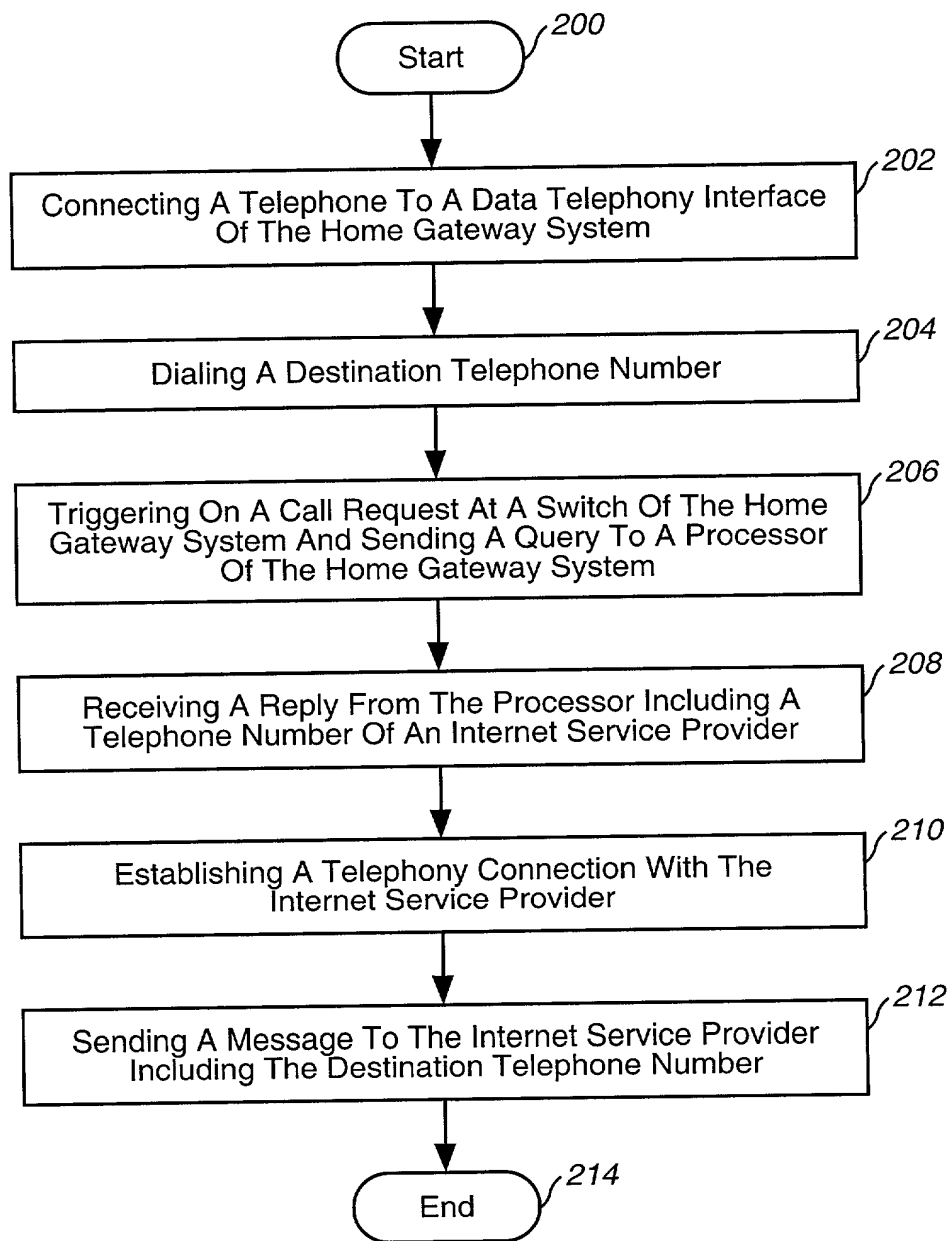 200
Start
202
Connecting A Telephone To A Data Telephony Interface
Of The Home Gateway System
204
Dialing A Destination Telephone Number
206
Triggering On A Call Request At A Switch Of The Home
Gateway System And Sending A Query To A Processor
Of The Home Gateway System
208
Receiving A Reply From The Processor Including A
Telephone Number Of An Internet Service Provider
210
Establishing A Telephony Connection With The
Internet Service Provider
212
Sending A Message To The Internet Service Provider
Including The Destination Telephone Number
214
End